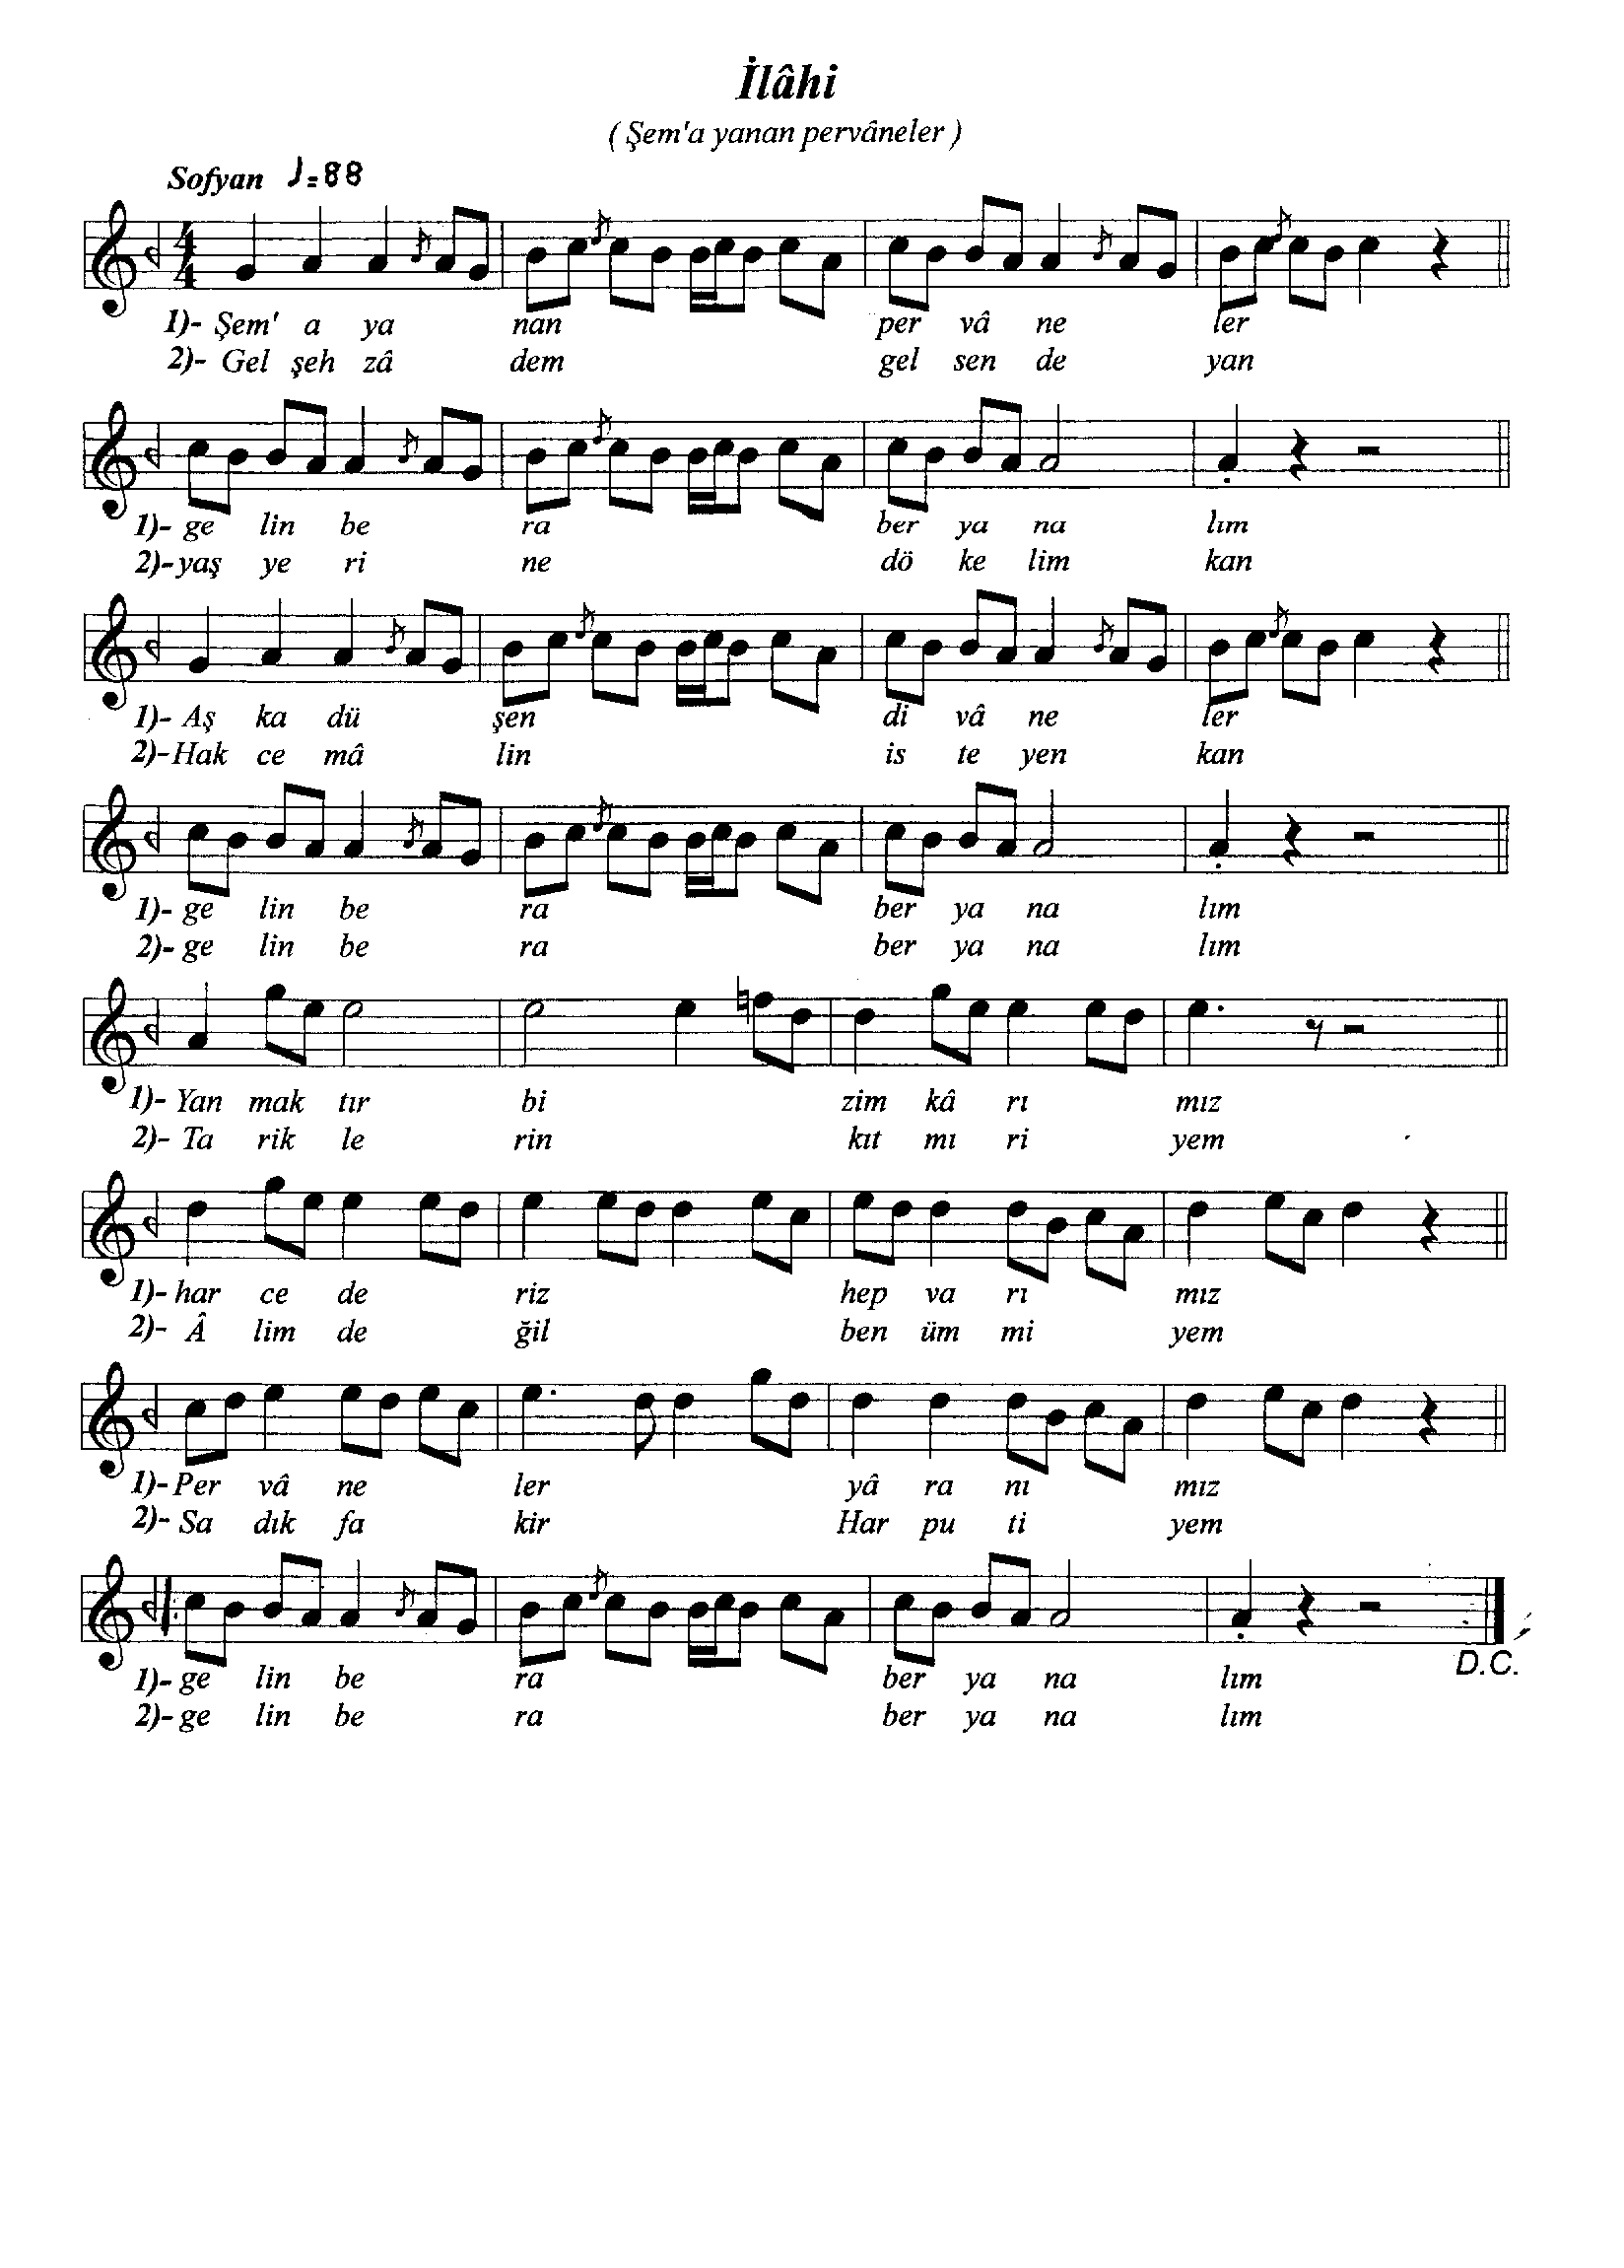 İlâhi
( Şem'a yanan pervâneler )
Sofyan ♩=88
1)- Şem' a ya nan per vâ ne ler
2)- Gel şeh zâ dem gel sen de yan
1)- ge lin be ra ber ya na lım
2)- yaş ye ri ne dö ke lim kan
1)- Aş ka dü şen di vâ ne ler
2)- Hak ce mâ lin is te yen kan
1)- ge lin be ra ber ya na lım
2)- ge lin be ra ber ya na lım
1)- Yan mak tır bi zim kâ rı mız
2)- Ta rik le rin kıt mı ri yem
1)- har ce de riz hep va rı mız
2)- Â lim de ğil ben üm mi yem
1)- Per vâ ne ler yâ ra nı mız
2)- Sa dık fa kir Har pu ti yem
D.C.
1)- ge lin be ra ber ya na lım
2)- ge lin be ra ber ya na lım